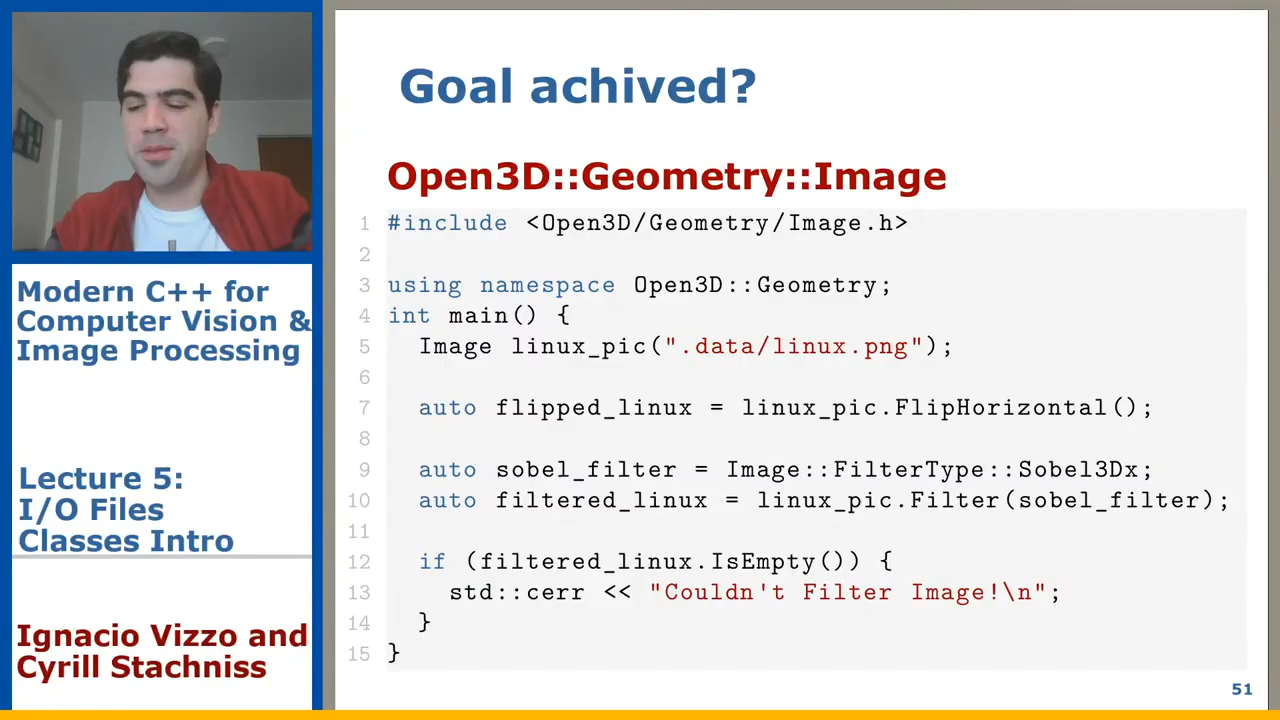 Goal achived?
Open3D::Geometry::Image
1 #include <Open3D/Geometry/Image.h>
2
3 using namespace Open3D::Geometry;
4 int main() {
5   Image linux_pic(".data/linux.png");
6
7   auto flipped_linux = linux_pic.FlipHorizontal();
8
9   auto sobel_filter = Image::FilterType::Sobel3Dx;
10   auto filtered_linux = linux_pic.Filter(sobel_filter);
11
12   if (filtered_linux.IsEmpty()) {
13     std::cerr << "Couldn't Filter Image!\n";
14   }
15 }
51
Modern C++ for
Computer Vision &
Image Processing
Lecture 5:
I/O Files
Classes Intro
Ignacio Vizzo and
Cyrill Stachniss